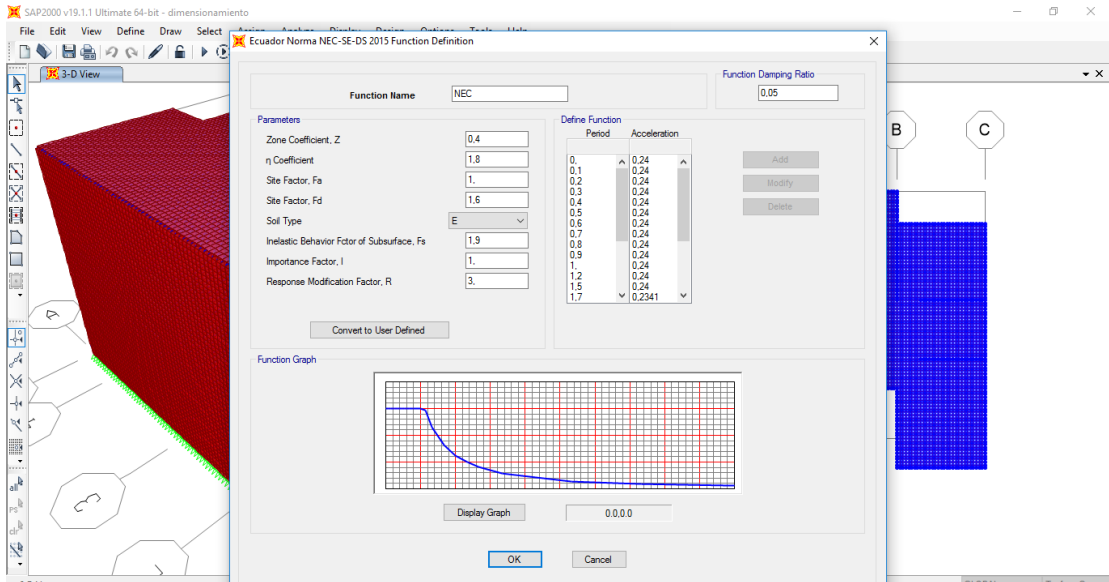 SAP2000 v19.1.1 Ultimate 64-bit - dimensionamiento
File Edit View Define Draw Select
Ecuador Norma NEC-SE-DS 2015 Function Definition
3-D View
Function Name NEC
Function Damping Ratio
0,05
Parameters
Zone Coefficient, Z 0,4
η Coefficient 1,8
Site Factor, Fa 1,
Site Factor, Fd 1,6
Soil Type E
Inelastic Behavior Fctor of Subsurface, Fs 1,9
Importance Factor, I 1,
Response Modification Factor, R 3,
Convert to User Defined
Define Function
Period Acceleration
0, 0,24
0,1 0,24
0,2 0,24
0,3 0,24
0,4 0,24
0,5 0,24
0,6 0,24
0,7 0,24
0,8 0,24
0,9 0,24
1, 0,24
1,2 0,24
1,5 0,24
1,7 0,2341
Add
Modify
Delete
Function Graph
Display Graph
0.0,0.0
OK Cancel
B C
A
3
all
PS
clr